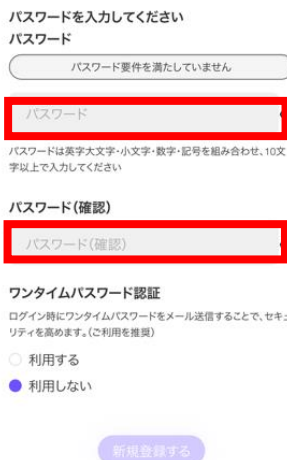 パスワードを入力してください
パスワード
パスワード要件を満たしていません
パスワード
パスワードは英字大文字・小文字・数字・記号を組み合わせ、10文
字以上で入力してください
パスワード(確認)
パスワード(確認)
ワンタイムパスワード認証
ログイン時にワンタイムパスワードをメール送信することで、セキュ
リティを高めます。(ご利用を推奨)
利用する
利用しない
新規登録する